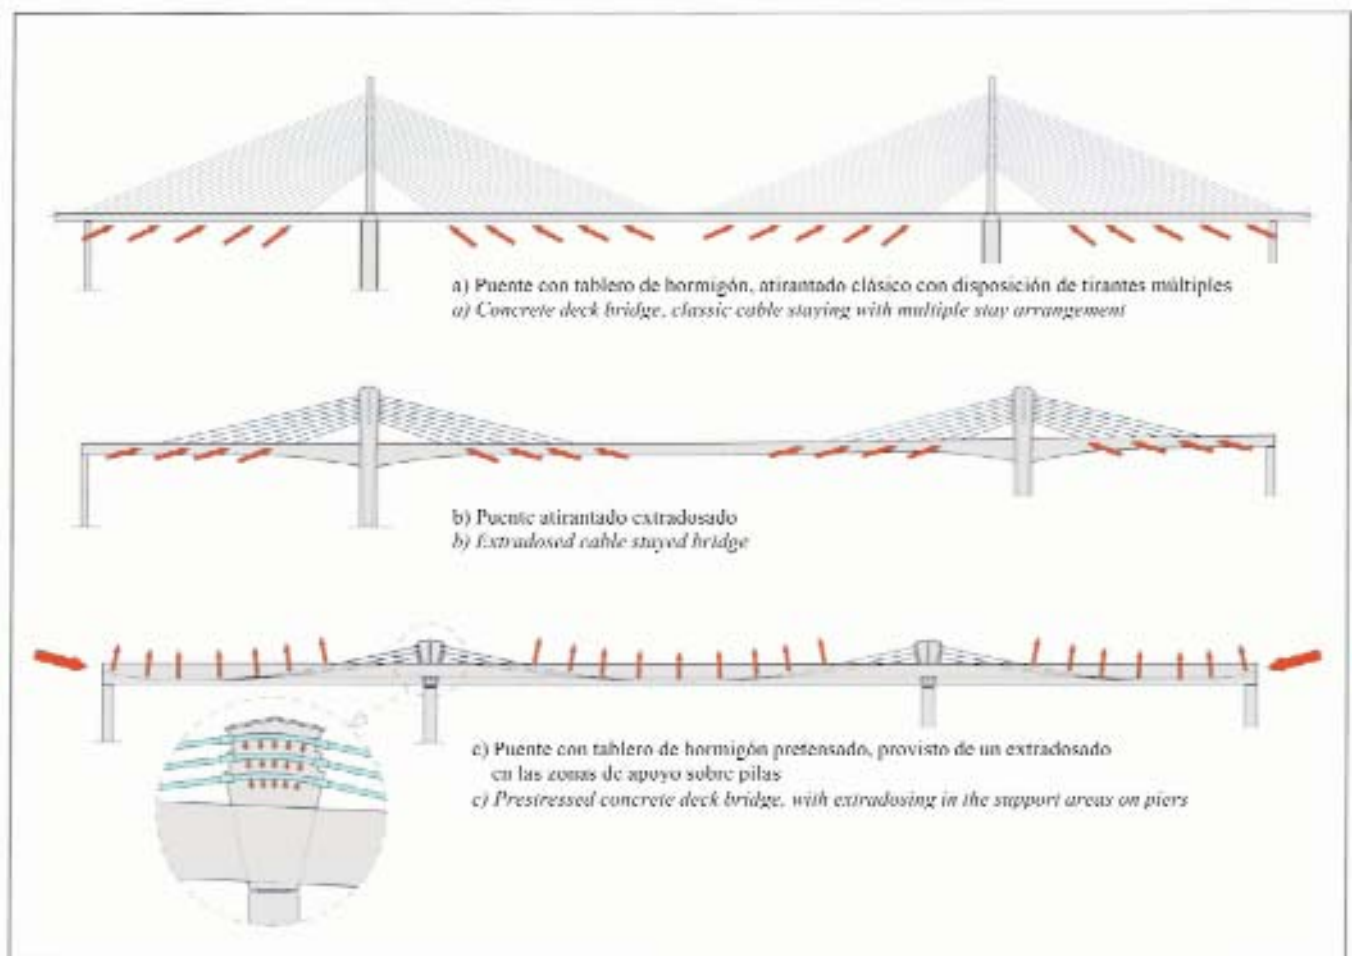 a) Puente con tablero de hormigón, atirantado clásico con disposición de tirantes múltiples
a) Concrete deck bridge, classic cable staying with multiple stay arrangement
b) Puente atirantado extradosado
b) Extradosed cable stayed bridge
c) Puente con tablero de hormigón pretensado, provisto de un extradosado
en las zonas de apoyo sobre pilas
c) Prestressed concrete deck bridge, with extradosing in the support areas on piers